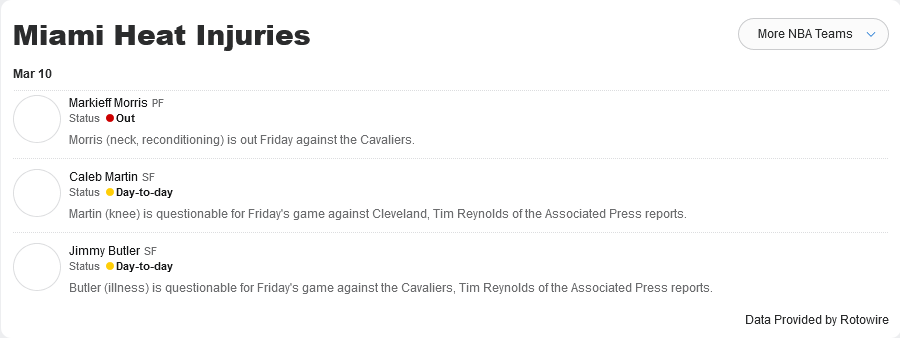 Miami Heat Injuries
More NBA Teams
Mar 10
Markieff Morris PF
Status Out
Morris (neck, reconditioning) is out Friday against the Cavaliers.
Caleb Martin SF
Status Day-to-day
Martin (knee) is questionable for Friday's game against Cleveland, Tim Reynolds of the Associated Press reports.
Jimmy Butler SF
Status Day-to-day
Butler (illness) is questionable for Friday's game against the Cavaliers, Tim Reynolds of the Associated Press reports.
Data Provided by Rotowire